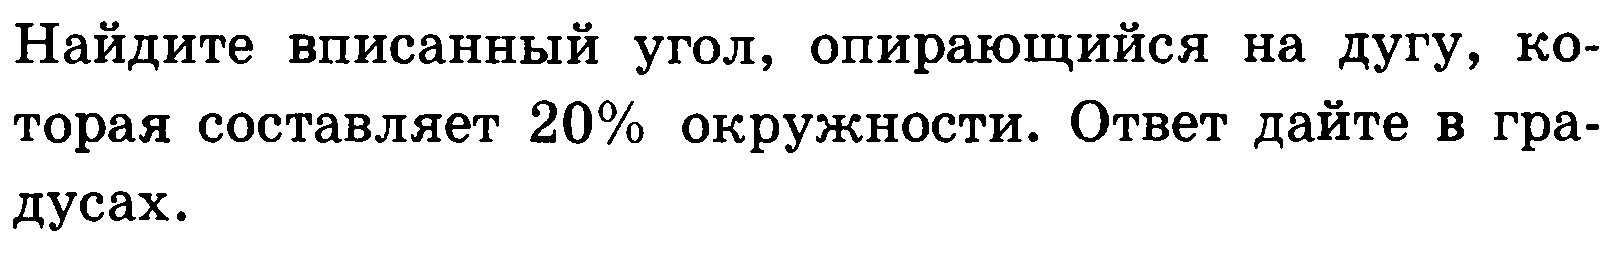 Найдите вписанный угол, опирающийся на дугу, ко-
торая составляет 20% окружности. Ответ дайте в гра-
дусах.